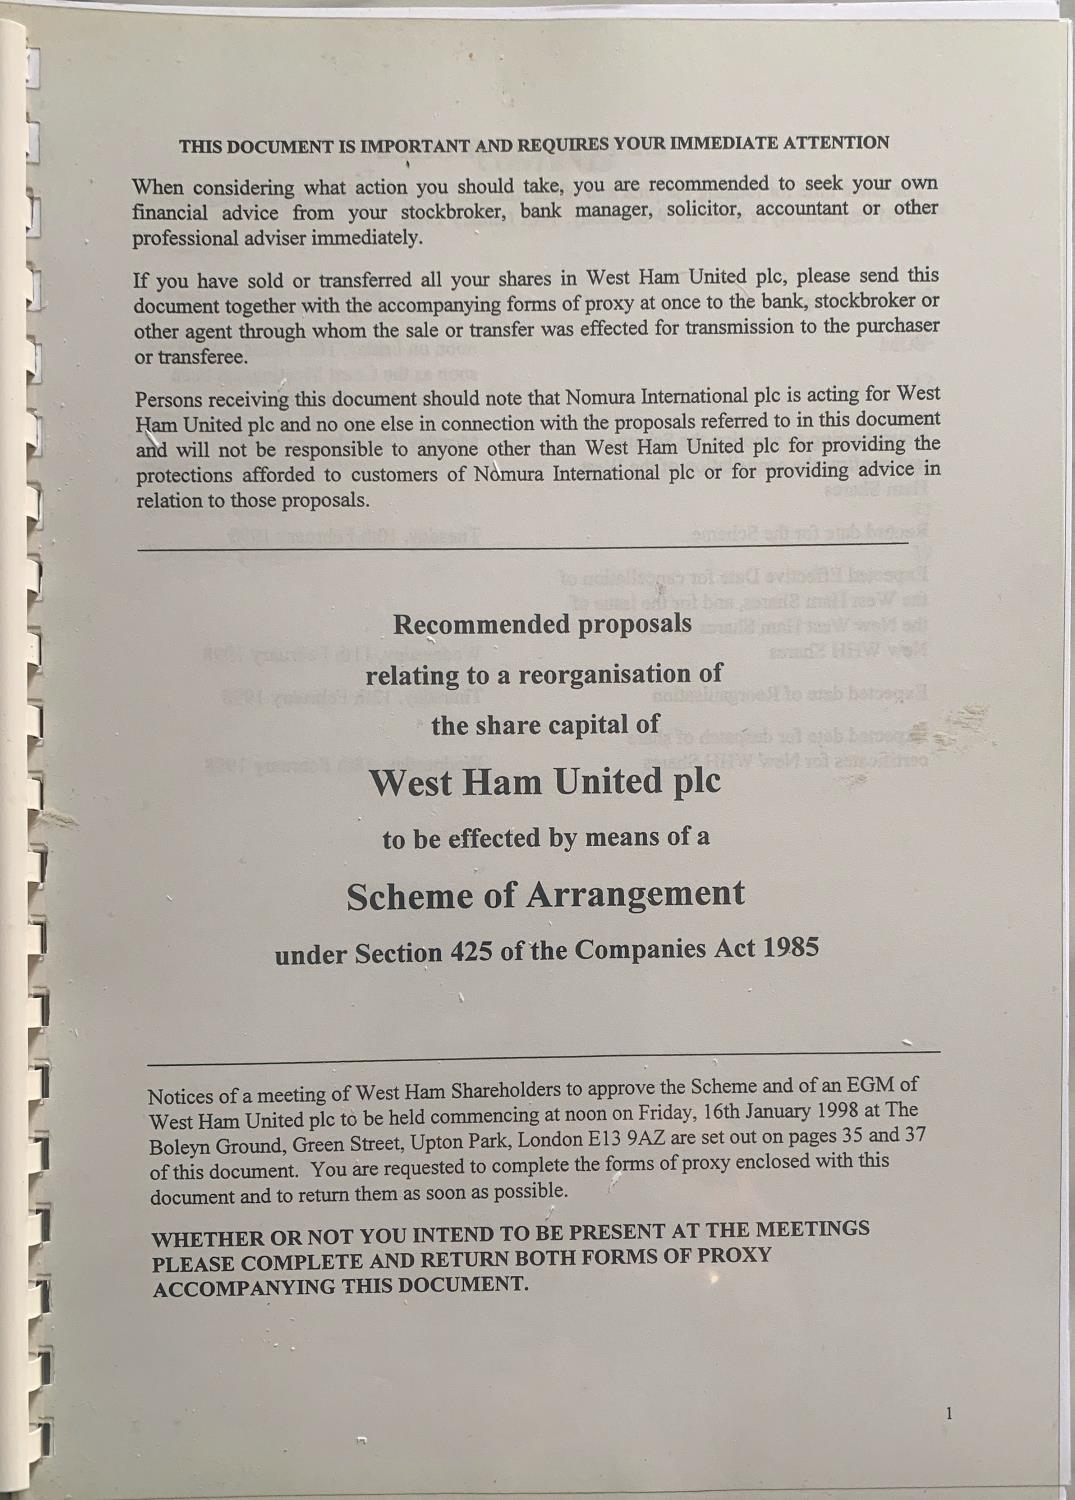 THIS DOCUMENT IS IMPORTANT AND REQUIRES YOUR IMMEDIATE ATTENTION
When considering what action you should take, you are recommended to seek your own
financial advice from your stockbroker, bank manager, solicitor, accountant or other
professional adviser immediately.
If you have sold or transferred all your shares in West Ham United plc, please send this
document together with the accompanying forms of proxy at once to the bank, stockbroker or
other agent through whom the sale or transfer was effected for transmission to the purchaser
or transferee.
Persons receiving this document should note that Nomura International plc is acting for West
Ham United plc and no one else in connection with the proposals referred to in this document
and will not be responsible to anyone other than West Ham United plc for providing the
protections afforded to customers of Nomura International plc or for providing advice in
relation to those proposals.
Recommended proposals
relating to a reorganisation of
the share capital of
West Ham United plc
to be effected by means of a
Scheme of Arrangement
under Section 425 of the Companies Act 1985
Notices of a meeting of West Ham Shareholders to approve the Scheme and of an EGM of
West Ham United plc to be held commencing at noon on Friday, 16th January 1998 at The
Boleyn Ground, Green Street, Upton Park, London E13 9AZ are set out on pages 35 and 37
of this document. You are requested to complete the forms of proxy enclosed with this
document and to return them as soon as possible.
WHETHER OR NOT YOU INTEND TO BE PRESENT AT THE MEETINGS
PLEASE COMPLETE AND RETURN BOTH FORMS OF PROXY
ACCOMPANYING THIS DOCUMENT.
1